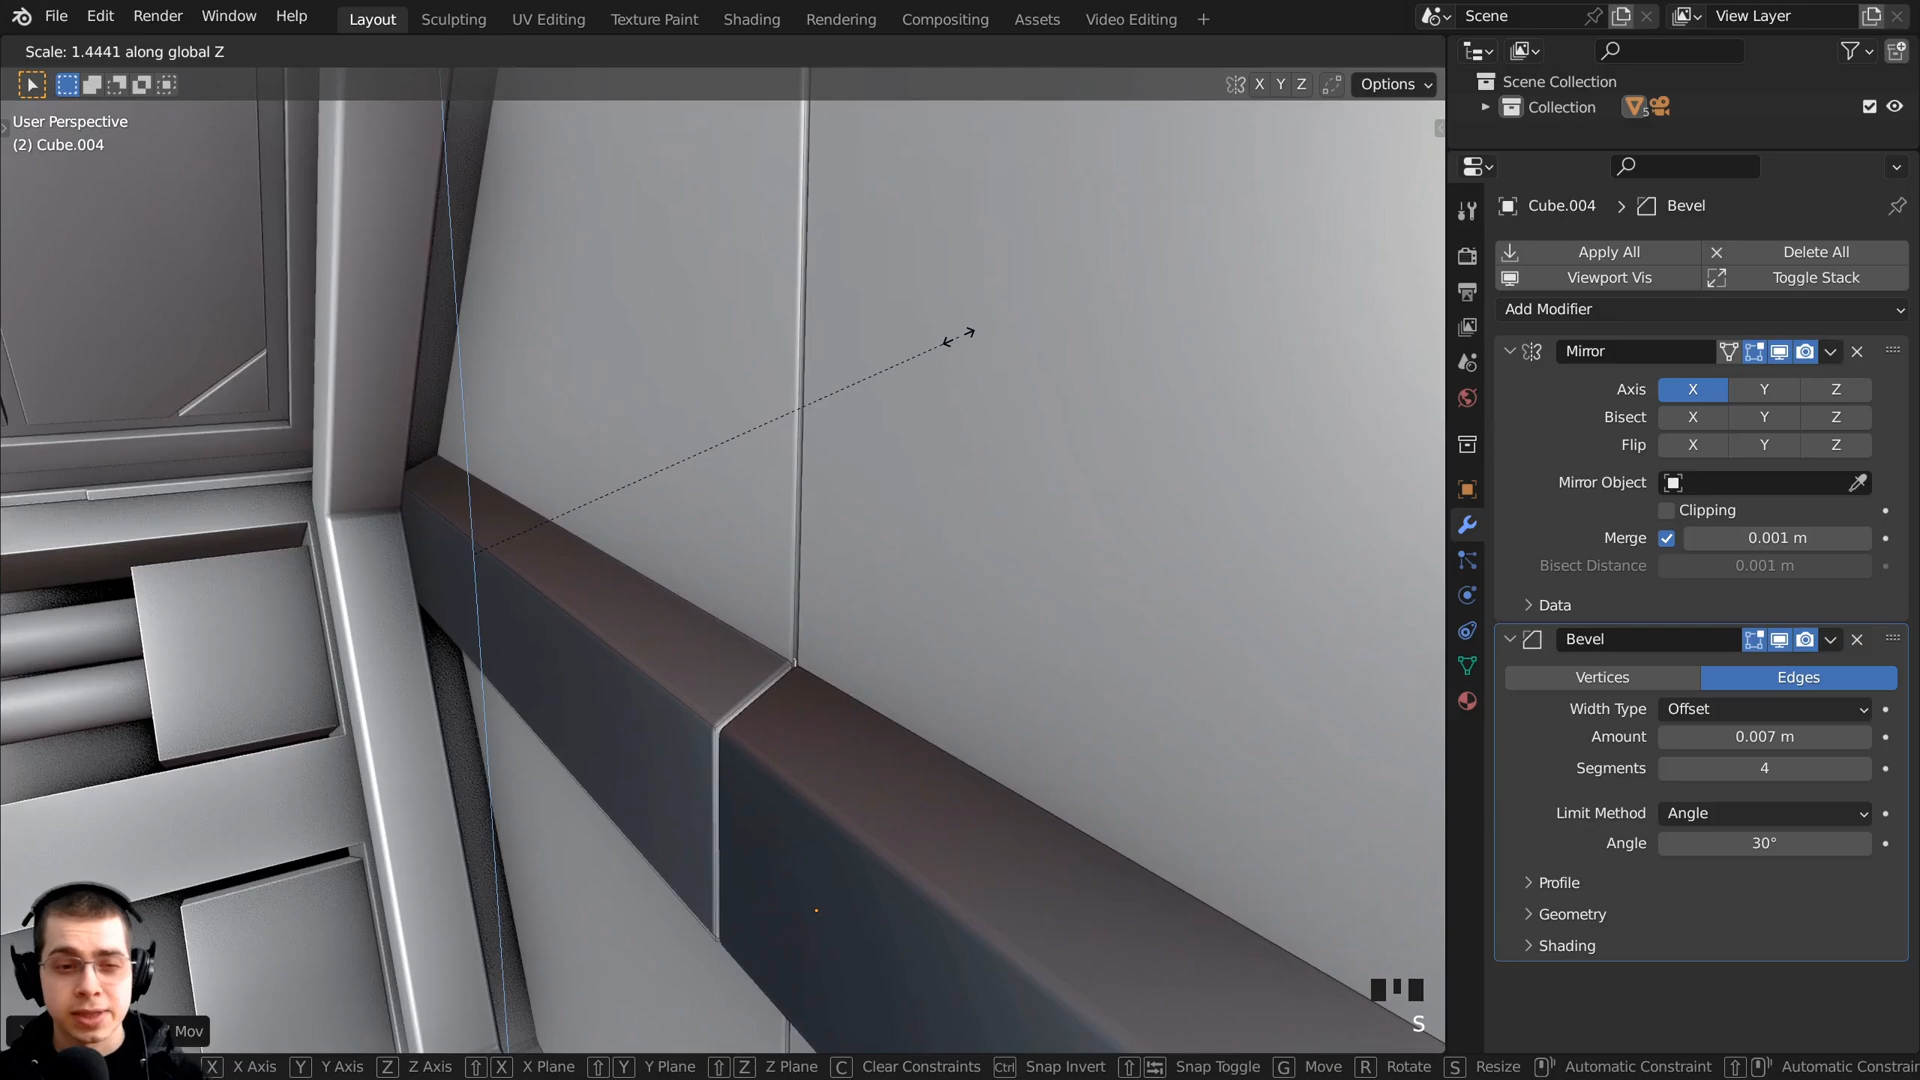 File Edit Render Window Help Layout Sculpting UV Editing Texture Paint Shading Rendering Compositing Assets Video Editing + Scene View Layer
Scale: 1.4441 along global Z
X Y Z Options
Scene Collection
Collection 5
User Perspective
(2) Cube.004
Cube.004 > Bevel
Apply All Delete All
Viewport Vis Toggle Stack
Add Modifier
Mirror
Axis X Y Z
Bisect X Y Z
Flip X Y Z
Mirror Object
Clipping
Merge 0.001 m
Bisect Distance 0.001 m
Data
Bevel
Vertices Edges
Width Type Offset
Amount 0.007 m
Segments 4
Limit Method Angle
Angle 30°
Profile
Geometry
Shading
S
Mov
X X Axis Y Y Axis Z Z Axis X X Plane Y Y Plane Z Z Plane C Clear Constraints Ctrl Snap Invert Snap Toggle G Move R Rotate S Resize Automatic Constraint Automatic Constrain